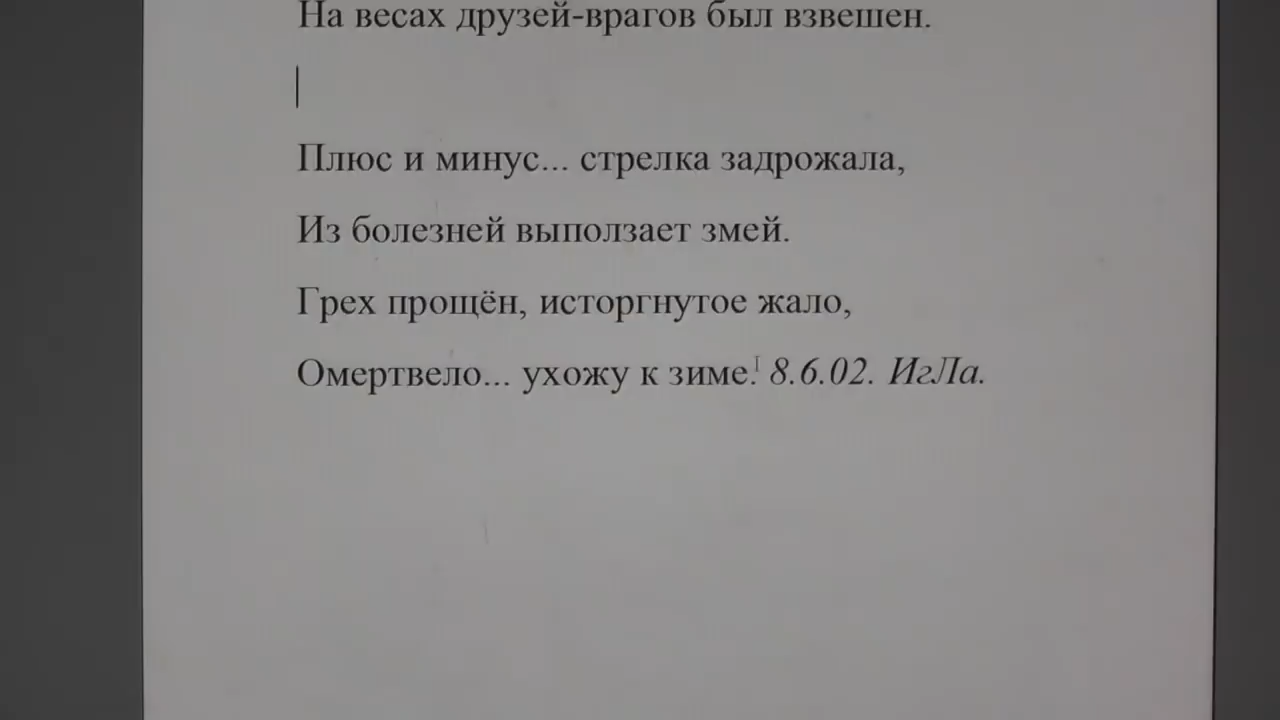 На весах друзей-врагов был взвешен.
Плюс и минус... стрелка задрожала,
Из болезней выползает змей.
Грех прощён, исторгнутое жало,
Омертвело... ухожу к зиме. 8.6.02. ИгЛа.